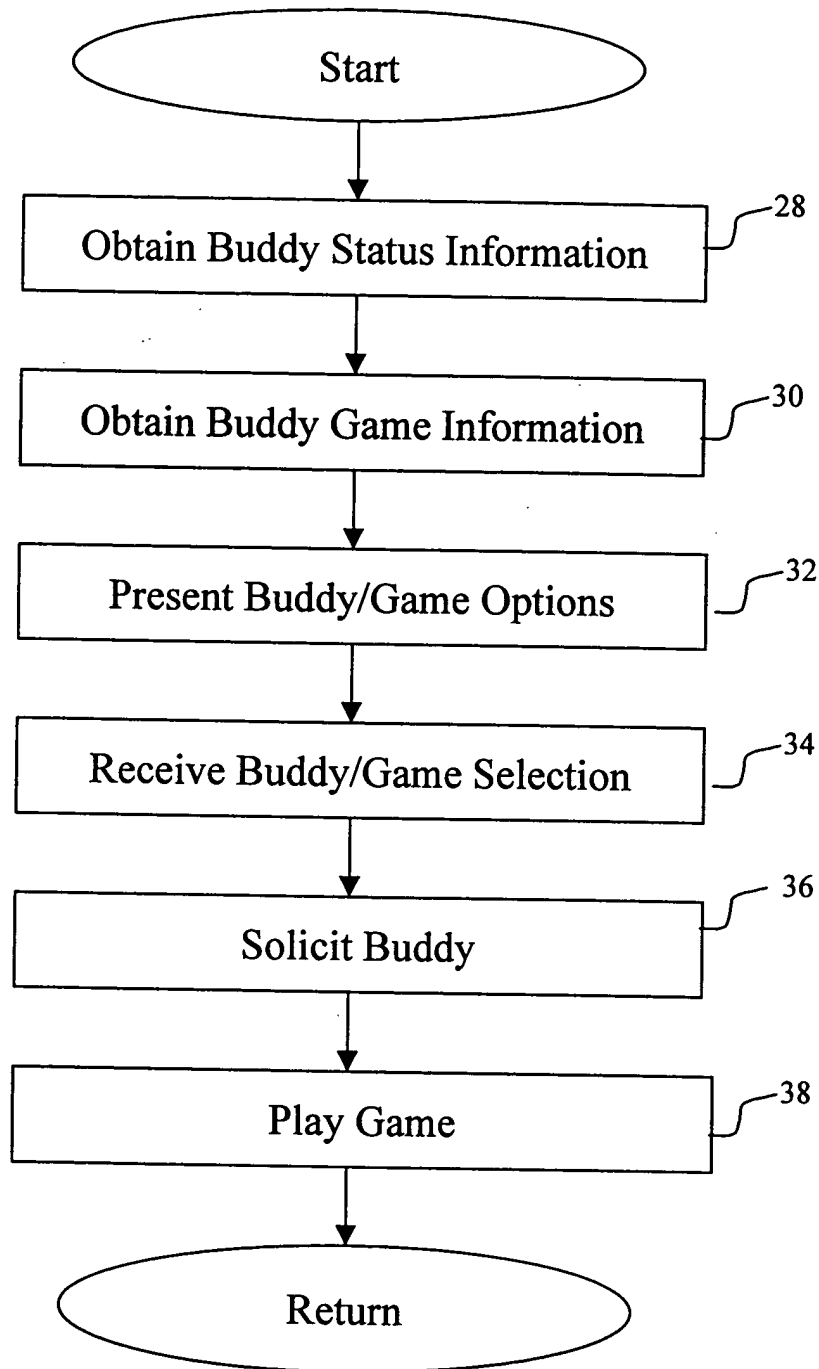 Start
Obtain Buddy Status Information
28
Obtain Buddy Game Information
30
Present Buddy/Game Options
32
Receive Buddy/Game Selection
34
Solicit Buddy
36
Play Game
38
Return